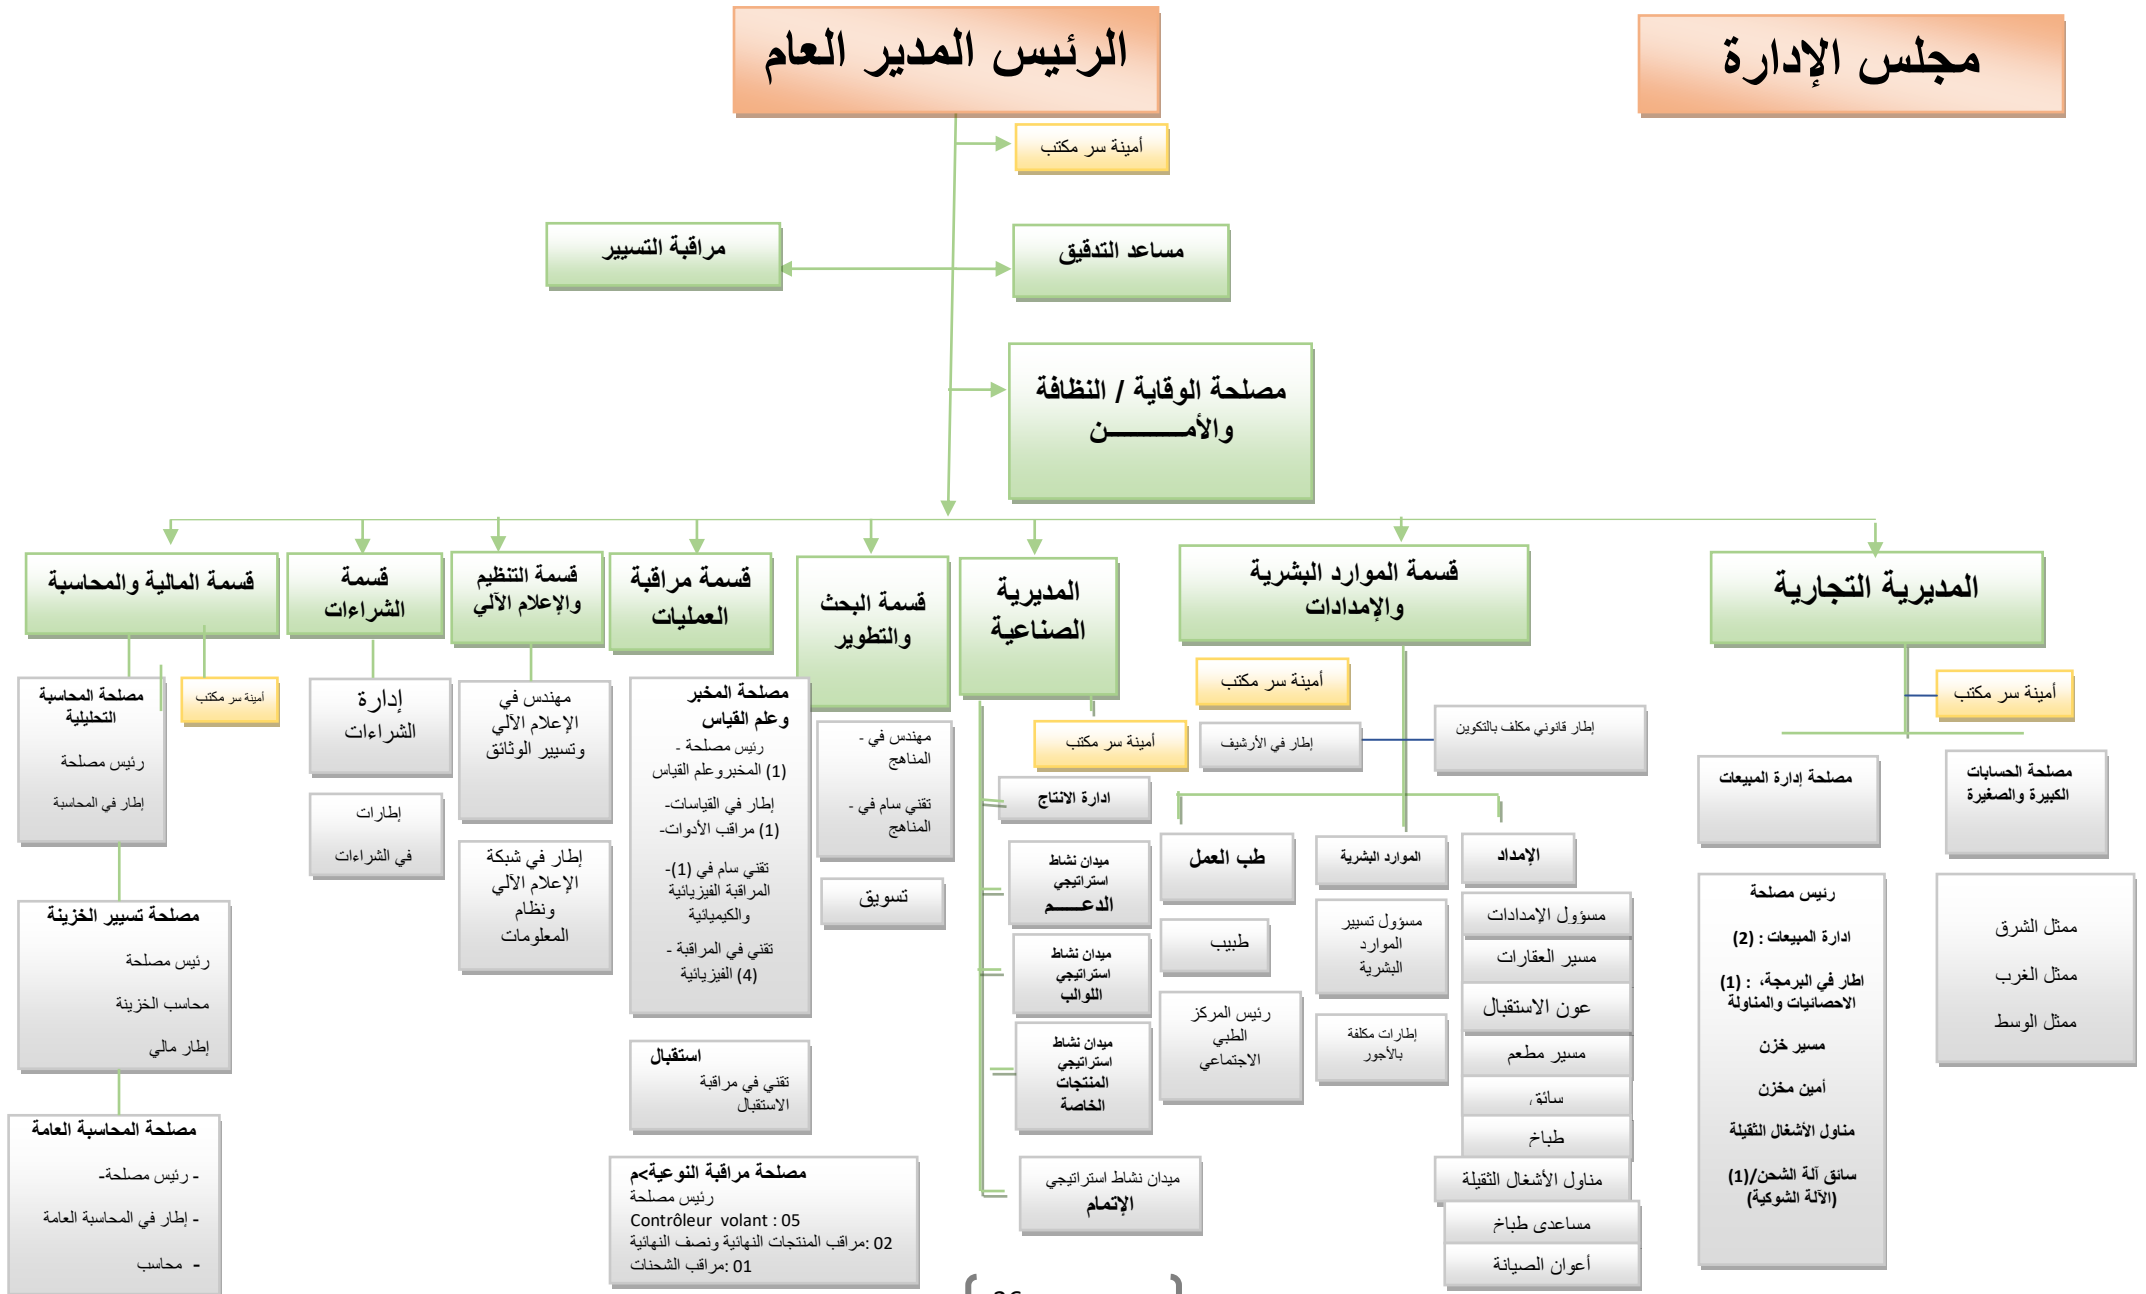 مجلس الإدارة
الرئيس المدير العام
أمينة سر مكتب
مساعد التدقيق
مراقبة التسيير
مصلحة الوقاية / النظافة
والأمـــــــــــن
المديرية التجارية
قسمة الموارد البشرية
والإمدادات
المديرية
الصناعية
قسمة البحث
والتطوير
قسمة مراقبة
العمليات
قسمة التنظيم
والإعلام الآلي
قسمة
الشراءات
قسمة المالية والمحاسبة
أمينة سر مكتب
مصلحة الحسابات
الكبيرة والصغيرة
ممثل الشرق
ممثل الغرب
ممثل الوسط
مصلحة إدارة المبيعات
رئيس مصلحة
ادارة المبيعات : (2)
اطار في البرمجة، : (1)
الاحصائيات والمناولة
مسير خزن
أمين مخزن
مناول الأشغال الثقيلة
سائق آلة الشحن/(1)
(الآلة الشوكية)
أمينة سر مكتب
إطار قانوني مكلف بالتكوين
إطار في الأرشيف
الإمداد
مسؤول الإمدادات
مسير العقارات
عون الاستقبال
مسير مطعم
سائق
طباخ
مناول الأشغال الثقيلة
مساعدى طباخ
أعوان الصيانة
الموارد البشرية
مسؤول تسيير
الموارد
البشرية
إطارات مكلفة
بالأجور
طب العمل
طبيب
رئيس المركز
الطبي
الاجتماعي
أمينة سر مكتب
ادارة الانتاج
ميدان نشاط
استراتيجي
الدعــــــم
ميدان نشاط
استراتيجي
اللوالب
ميدان نشاط
استراتيجي
المنتجات
الخاصة
ميدان نشاط استراتيجي
الإتمام
مهندس في -
المناهج
تقني سام في -
المناهج
تسويق
مصلحة المخبر
وعلم القياس
رئيس مصلحة -
(1) المخبروعلم القياس
إطار في القياسات-
(1) مراقب الأدوات-
تقني سام في (1)-
المراقبة الفيزيائية
والكيميائية
تقني في المراقبة -
(4) الفيزيائية
استقبال
تقني في مراقبة
الاستقبال
مصلحة مراقبة النوعية>م
رئيس مصلحة
Contrôleur volant : 05
02 :مراقب المنتجات النهائية ونصف النهائية
01 :مراقب الشحنات
مهندس في
الإعلام الآلي
وتسيير الوثائق
إطار في شبكة
الإعلام الآلي
ونظام
المعلومات
إدارة
الشراءات
إطارات
في الشراءات
أمينة سر مكتب
مصلحة المحاسبة
التحليلية
رئيس مصلحة
إطار في المحاسبة
مصلحة تسيير الخزينة
رئيس مصلحة
محاسب الخزينة
إطار مالي
مصلحة المحاسبة العامة
- رئيس مصلحة-
- إطار في المحاسبة العامة
- محاسب